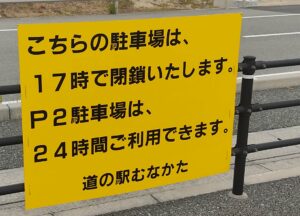 こちらの駐車場は、
１７時で閉鎖いたします。
Ｐ２駐車場は、
２４時間ご利用できます。
道の駅むなかた